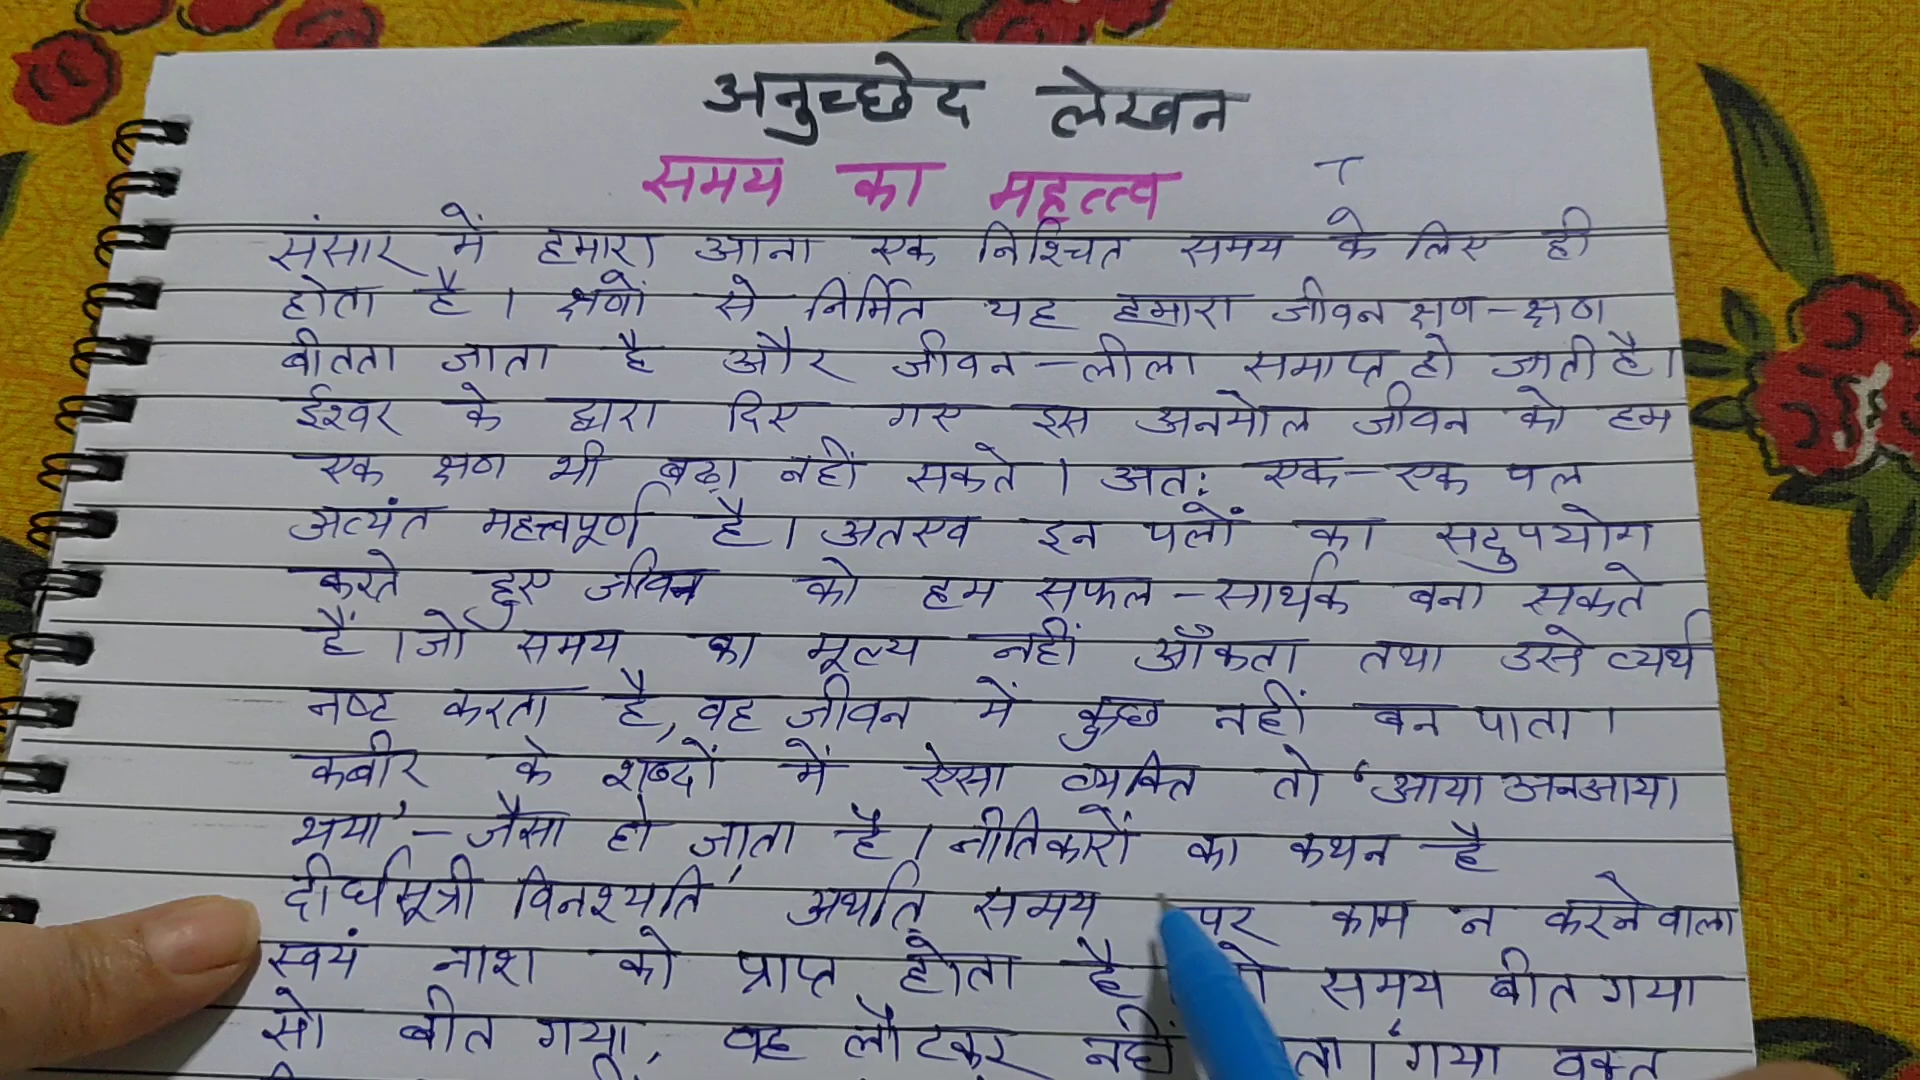 अनुच्छेद लेखन
समय का महत्त्व
संसार में हमारा आना एक निश्चित समय के लिए ही
होता है । क्षणों से निर्मित यह हमारा जीवन क्षण-क्षण
बीतता जाता है और जीवन-लीला समाप्त हो जाती है।
ईश्वर के द्वारा दिए गए इस अनमोल जीवन को हम
एक क्षण भी बढ़ा नहीं सकते । अतः एक-एक पल
अत्यंत महत्त्वपूर्ण है । अतएव इन पलों का सदुपयोग
करते हुए जीवन को हम सफल-सार्थक बना सकते
हैं । जो समय का मूल्य नहीं आँकता तथा उसे व्यर्थ
नष्ट करता है, वह जीवन में कुछ नहीं बन पाता ।
कबीर के शब्दों में ऐसा व्यक्ति तो 'आया अनआया
भया' - जैसा हो जाता है । नीतिकारों का कथन है
दीर्घसूत्री विनश्यति' अर्थात् समय पर काम न करने वाला
स्वयं नाश को प्राप्त होता है समय बीत गया
सो बीत गया, वह लौटकर नहीं गया वक्त